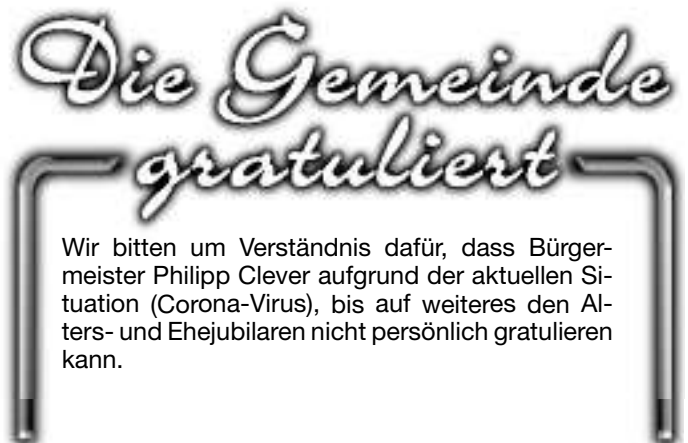 Die Gemeinde
gratuliert
Wir bitten um Verständnis dafür, dass Bürger-
meister Philipp Clever aufgrund der aktuellen Si-
tuation (Corona-Virus), bis auf weiteres den Al-
ters- und Ehejubilaren nicht persönlich gratulieren
kann.